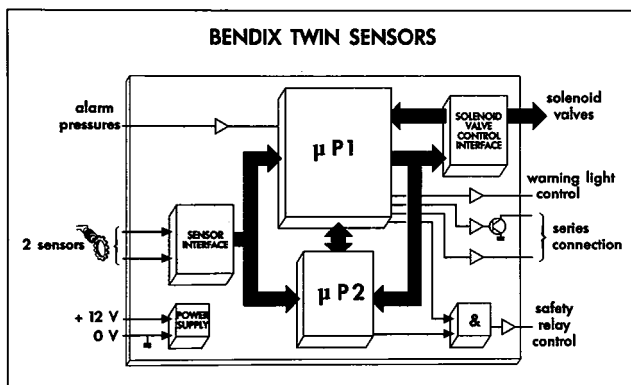 BENDIX TWIN SENSORS
alarm
pressures
µ P1
SOLENOID
VALVE
CONTROL
INTERFACE
solenoid
valves
warning light
control
2 sensors
SENSOR
INTERFACE
series
connection
µ P2
+ 12 V
0 V
POWER
SUPPLY
&
safety
relay
control